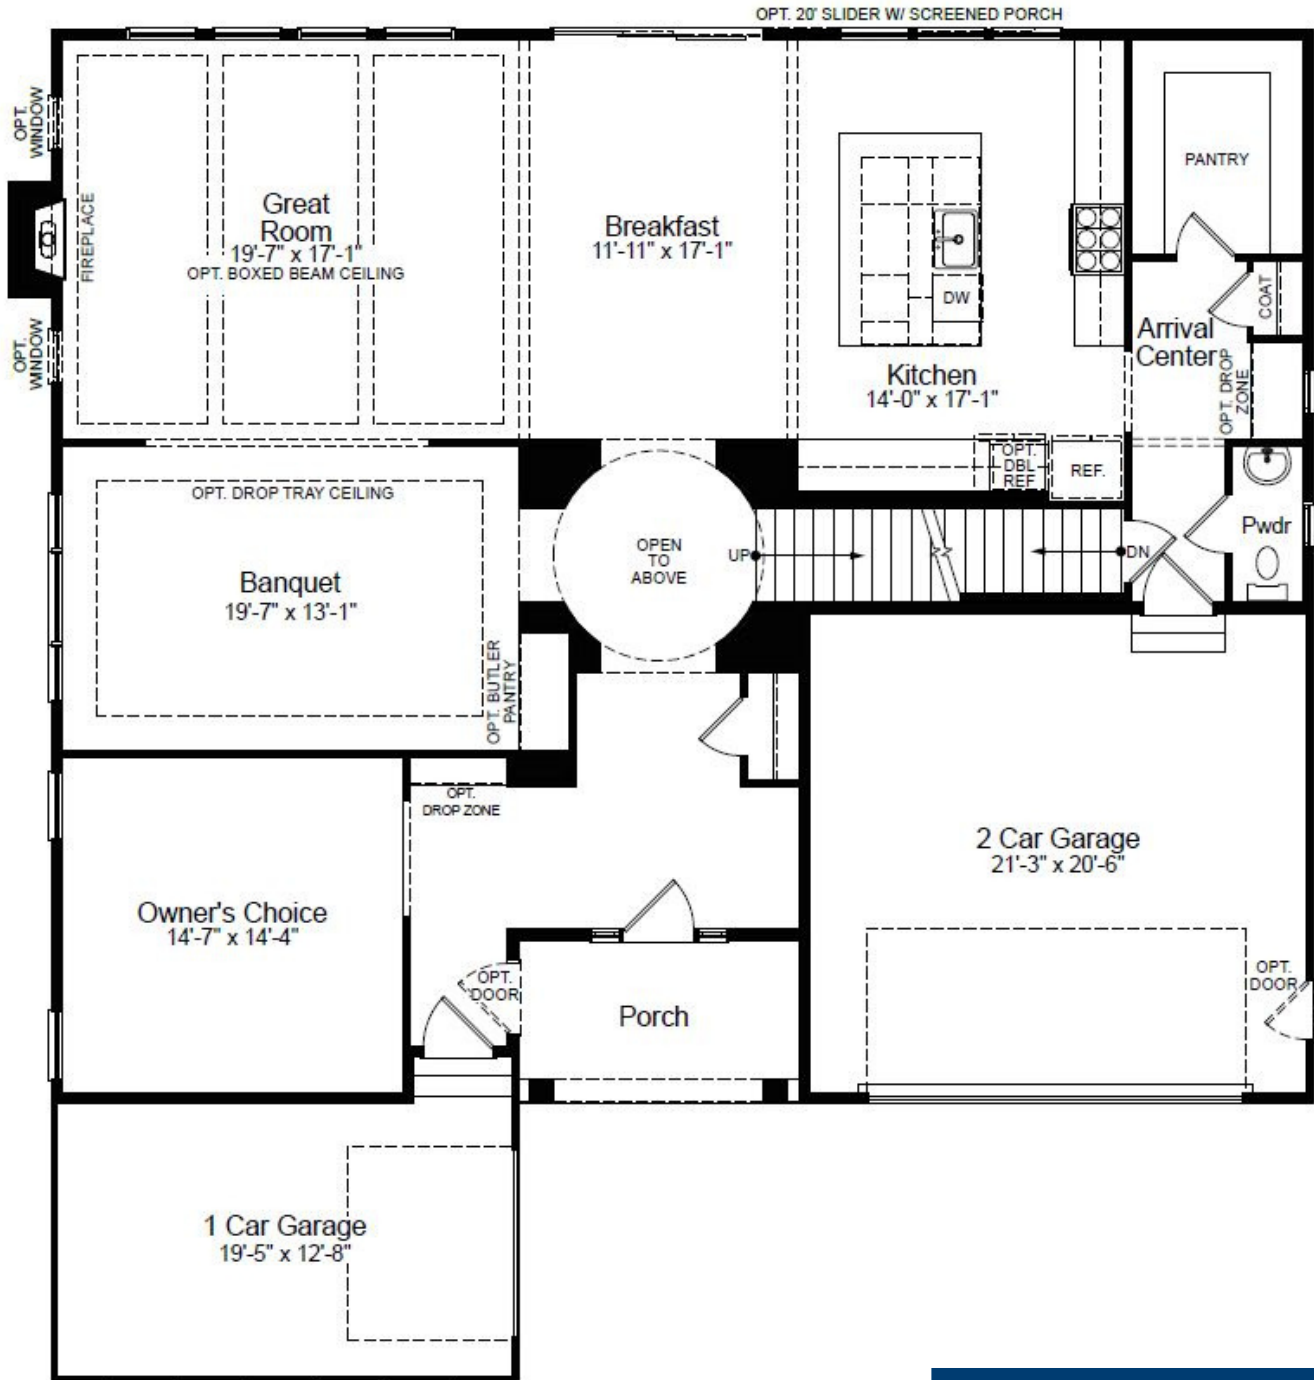 OPT. 20' SLIDER W/ SCREENED PORCH
OPT.
WINDOW
FIREPLACE
OPT.
WINDOW
Great
Room
19'-7" x 17'-1"
OPT. BOXED BEAM CEILING
Breakfast
11'-11" x 17'-1"
DW
Kitchen
14'-0" x 17'-1"
PANTRY
COAT
Arrival
Center
OPT. DROP
ZONE
OPT.
DBL
REF
REF.
OPT. DROP TRAY CEILING
Banquet
19'-7" x 13'-1"
OPEN
TO
ABOVE
UP
DN
Pwdr
OPT. BUTLER
PANTRY
OPT.
DROP ZONE
Owner's Choice
14'-7" x 14'-4"
2 Car Garage
21'-3" x 20'-6"
OPT.
DOOR
Porch
OPT.
DOOR
1 Car Garage
19'-5" x 12'-8"